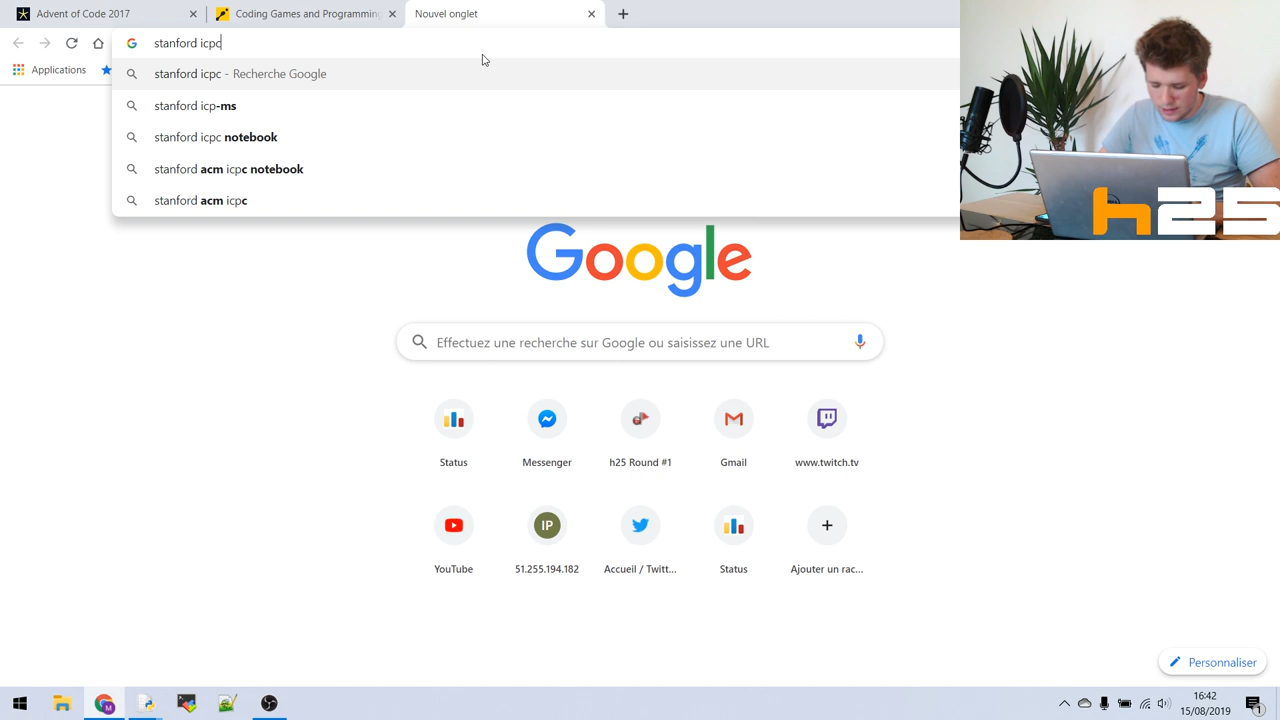 Advent of Code 2017
Coding Games and Programming
Nouvel onglet
stanford icpc
Applications
stanford icpc - Recherche Google
stanford icp-ms
stanford icpc notebook
stanford acm icpc notebook
stanford acm icpc
h25
Google
Effectuez une recherche sur Google ou saisissez une URL
Status
Messenger
h25 Round #1
Gmail
www.twitch.tv
IP
YouTube
51.255.194.182
Accueil / Twitt...
Status
Ajouter un rac...
Personnaliser
M
16:42
15/08/2019
1